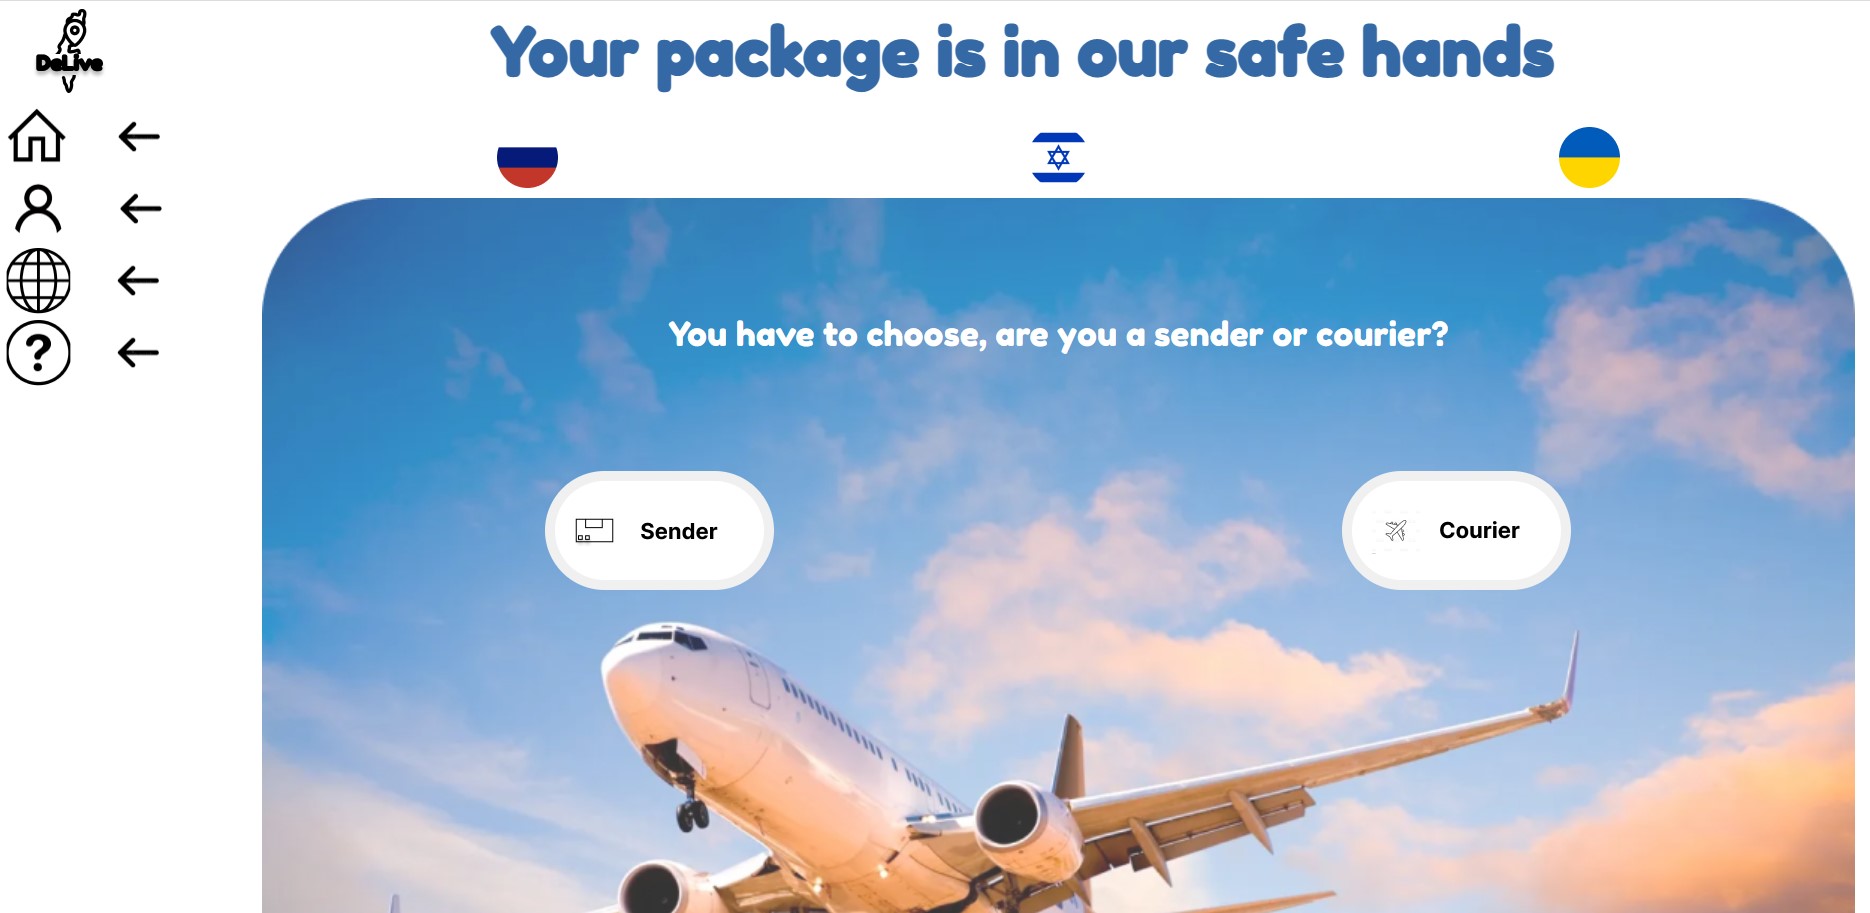 DeLive
Your package is in our safe hands
?
You have to choose, are you a sender or courier?
Sender
Courier